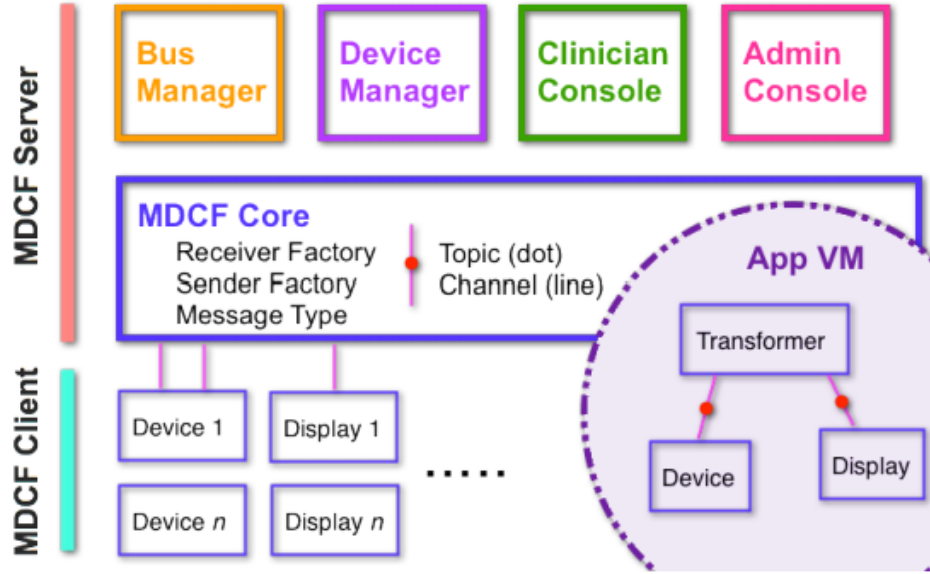 MDCF Server
Bus
Manager
Device
Manager
Clinician
Console
Admin
Console
MDCF Core
Receiver Factory
Sender Factory
Message Type
Topic (dot)
Channel (line)
App VM
Transformer
Device
Display
MDCF Client
Device 1
Display 1
.....
Device n
Display n